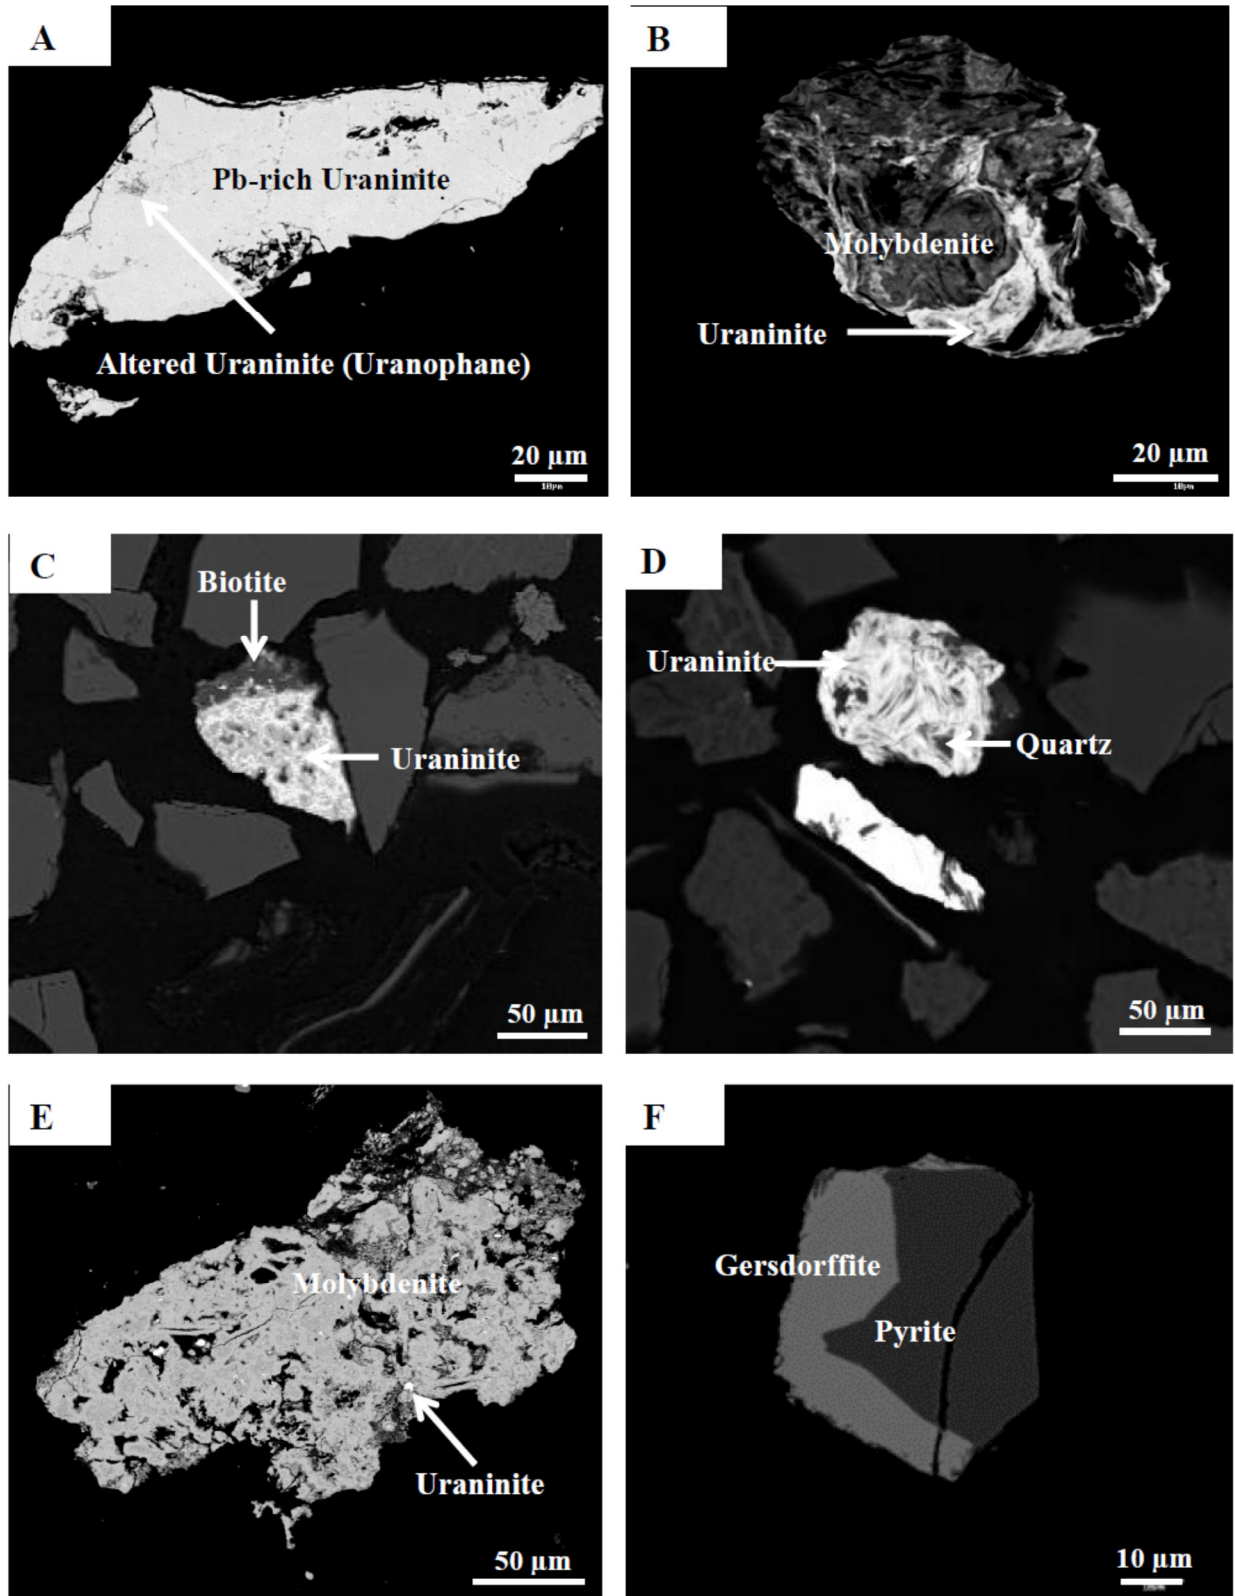 A
Pb-rich Uraninite
Altered Uraninite (Uranophane)
20 μm
B
Molybdenite
Uraninite
20 μm
C
Biotite
Uraninite
50 μm
D
Uraninite
Quartz
50 μm
E
Molybdenite
Uraninite
50 μm
F
Gersdorffite
Pyrite
10 μm